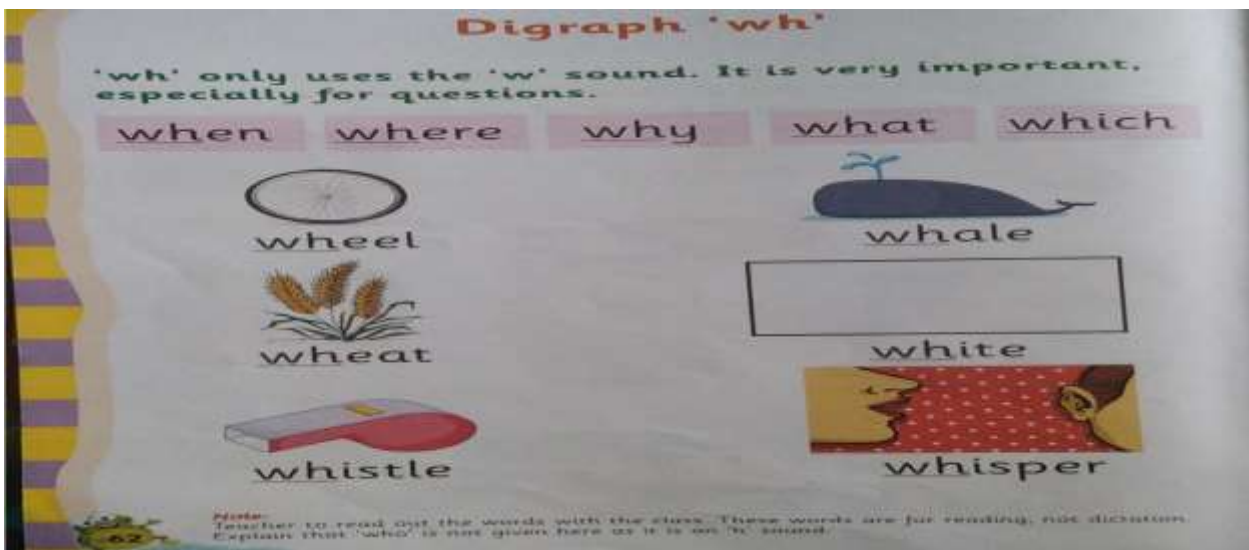 Digraph 'wh'
'wh' only uses the 'w' sound. It is very important,
especially for questions.
when where why what which
wheel whale
wheat white
whistle whisper
Note:
Teacher to read out the words with the class. These words are for reading, not dictation.
Explain that 'who' is not given here as it is an 'h' sound.
62